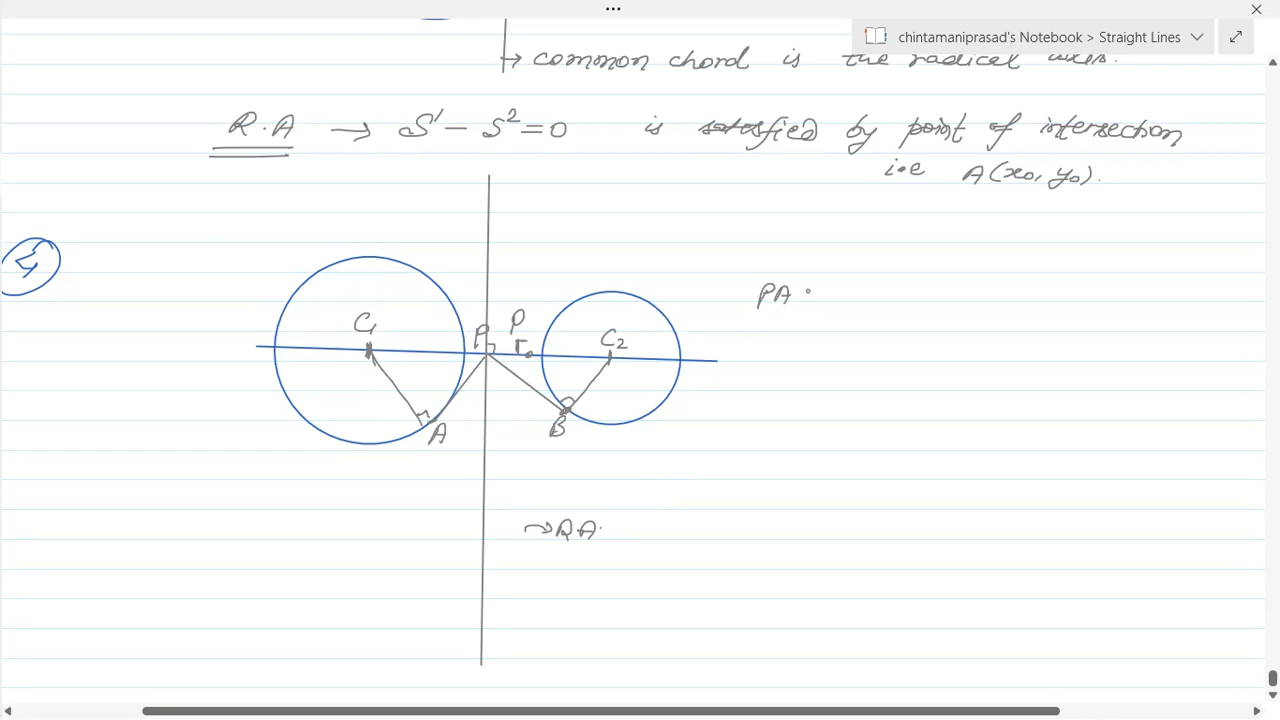 ...
chintamaniprasad's Notebook > Straight Lines
→ common chord is the radical axis.
R.A → S' - S² = 0 is satisfied by point of intersection
i.e A(x₀, y₀).
4
PA
C₁ P P C₂
A B
→ RA